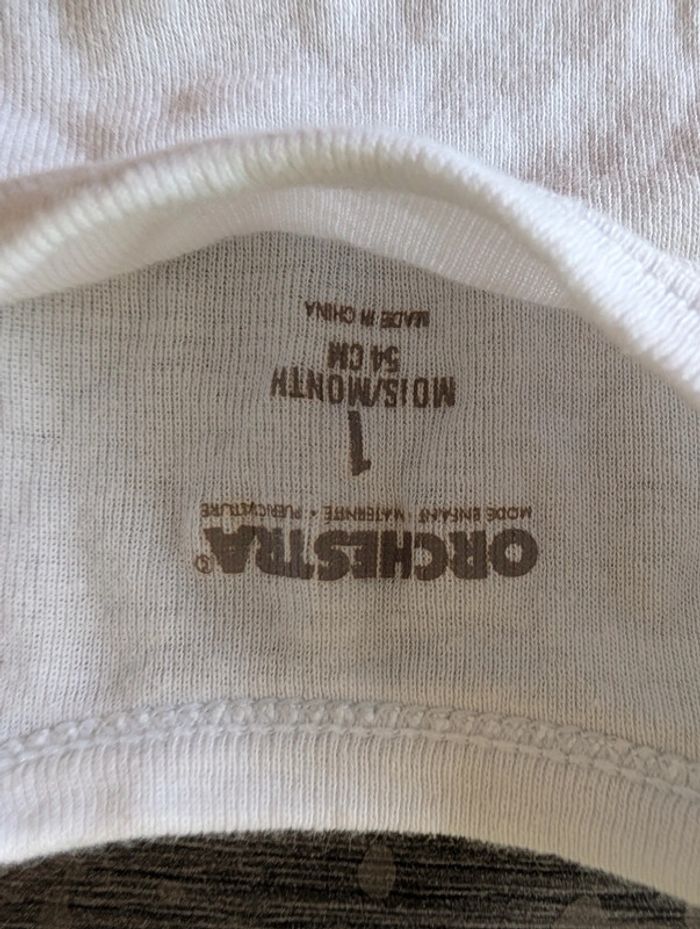 ORCHESTRA®
MODE ENFANT • MATERNITÉ • PUÉRICULTURE
1
MOIS/MONTH
54 CM
MADE IN CHINA